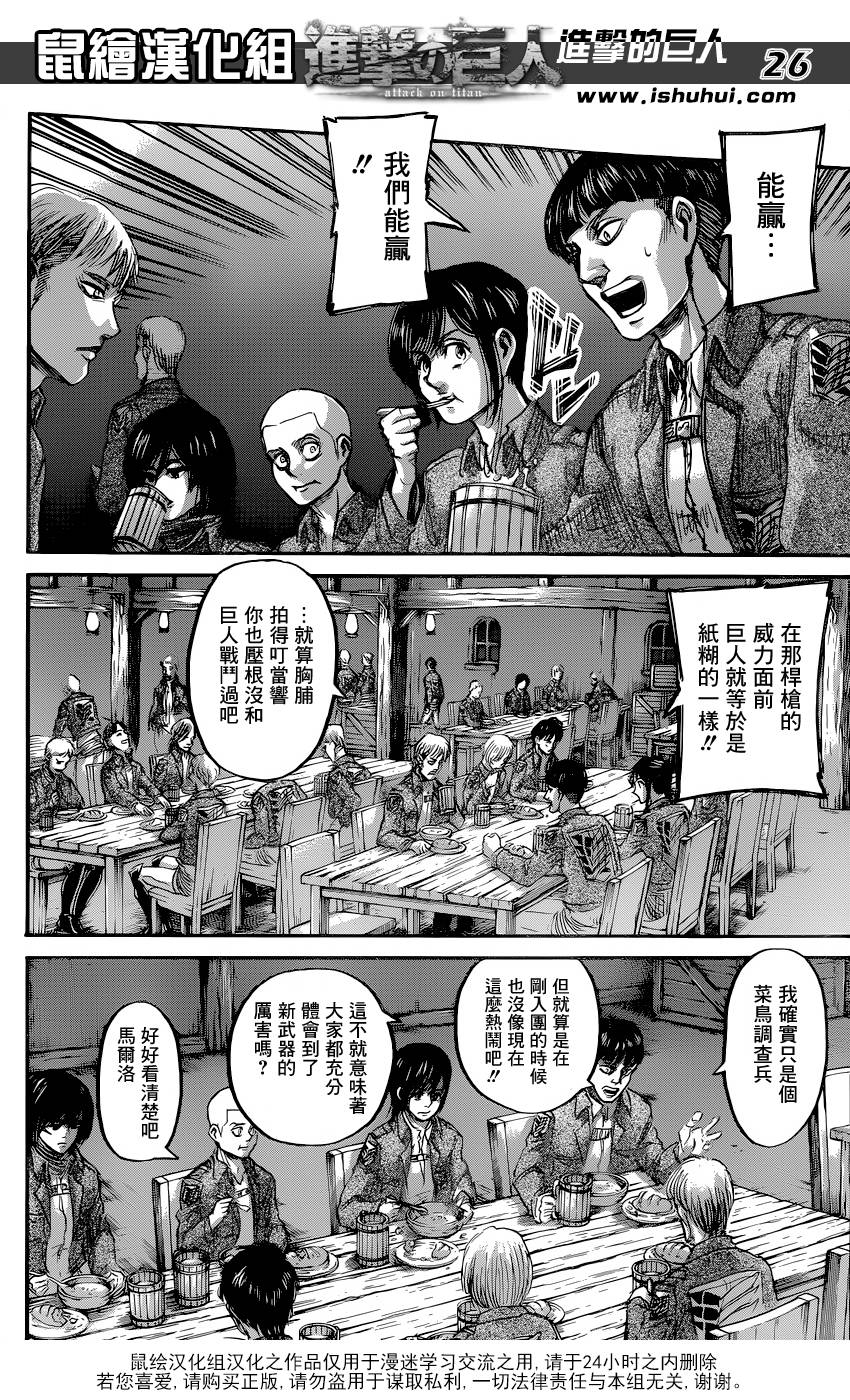 鼠繪漢化組
進撃の巨人
attack on titan
進擊的巨人
www.ishuhui.com
26
能贏…
我們能贏
!!
ド
在那桿槍的
威力面前
巨人就等於是
紙糊的一樣!!
…就算胸脯
拍得叮當響
你也壓根沒和
巨人戰鬥過吧
我確實只是個
菜鳥調查兵
但就算是在
剛入團的時候
也沒像現在
這麼熱鬧吧!!
這不就意味著
大家都充分
體會到了
新武器的
厲害嗎?
好好看清楚吧
馬爾洛
鼠绘汉化组汉化之作品仅用于漫迷学习交流之用, 请于24小时之内删除
若您喜爱, 请购买正版, 请勿盗用于谋取私利, 一切法律责任与本组无关, 谢谢。